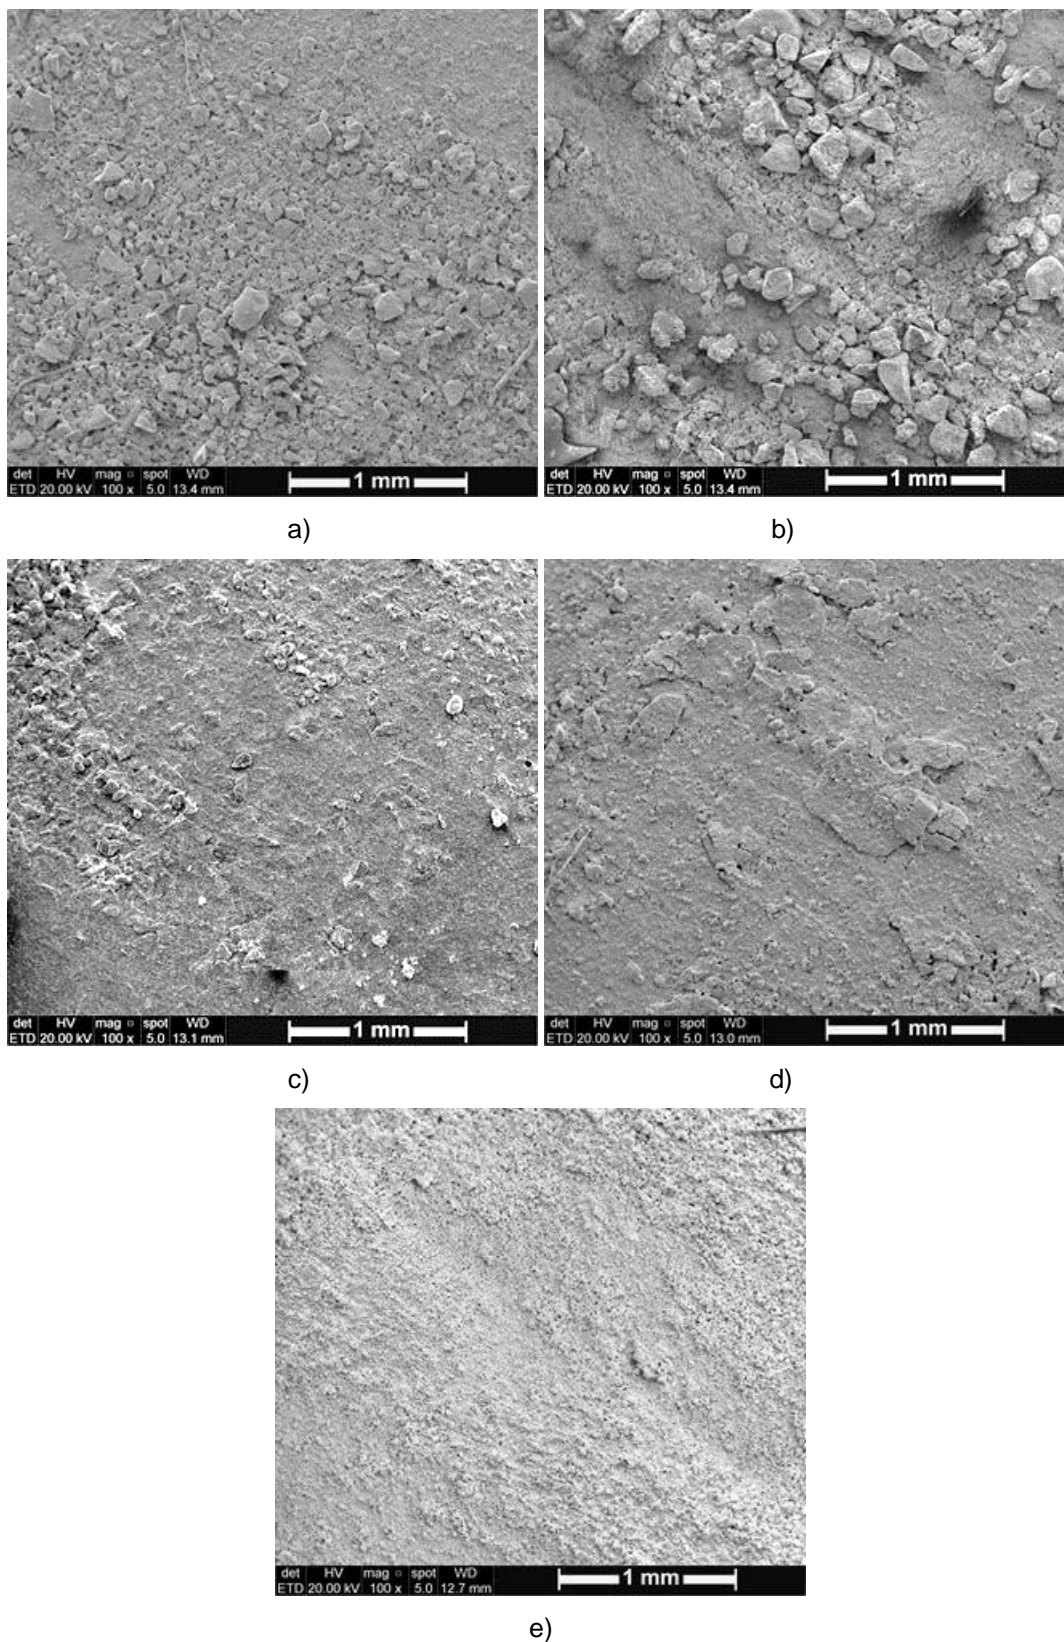 det HV mag □ spot WD
ETD 20.00 kV 100 x 5.0 13.4 mm
1 mm
det HV mag □ spot WD
ETD 20.00 kV 100 x 5.0 13.4 mm
1 mm
a)
b)
det HV mag □ spot WD
ETD 20.00 kV 100 x 5.0 13.1 mm
1 mm
det HV mag □ spot WD
ETD 20.00 kV 100 x 5.0 13.0 mm
1 mm
c)
d)
det HV mag □ spot WD
ETD 20.00 kV 100 x 5.0 12.7 mm
1 mm
e)